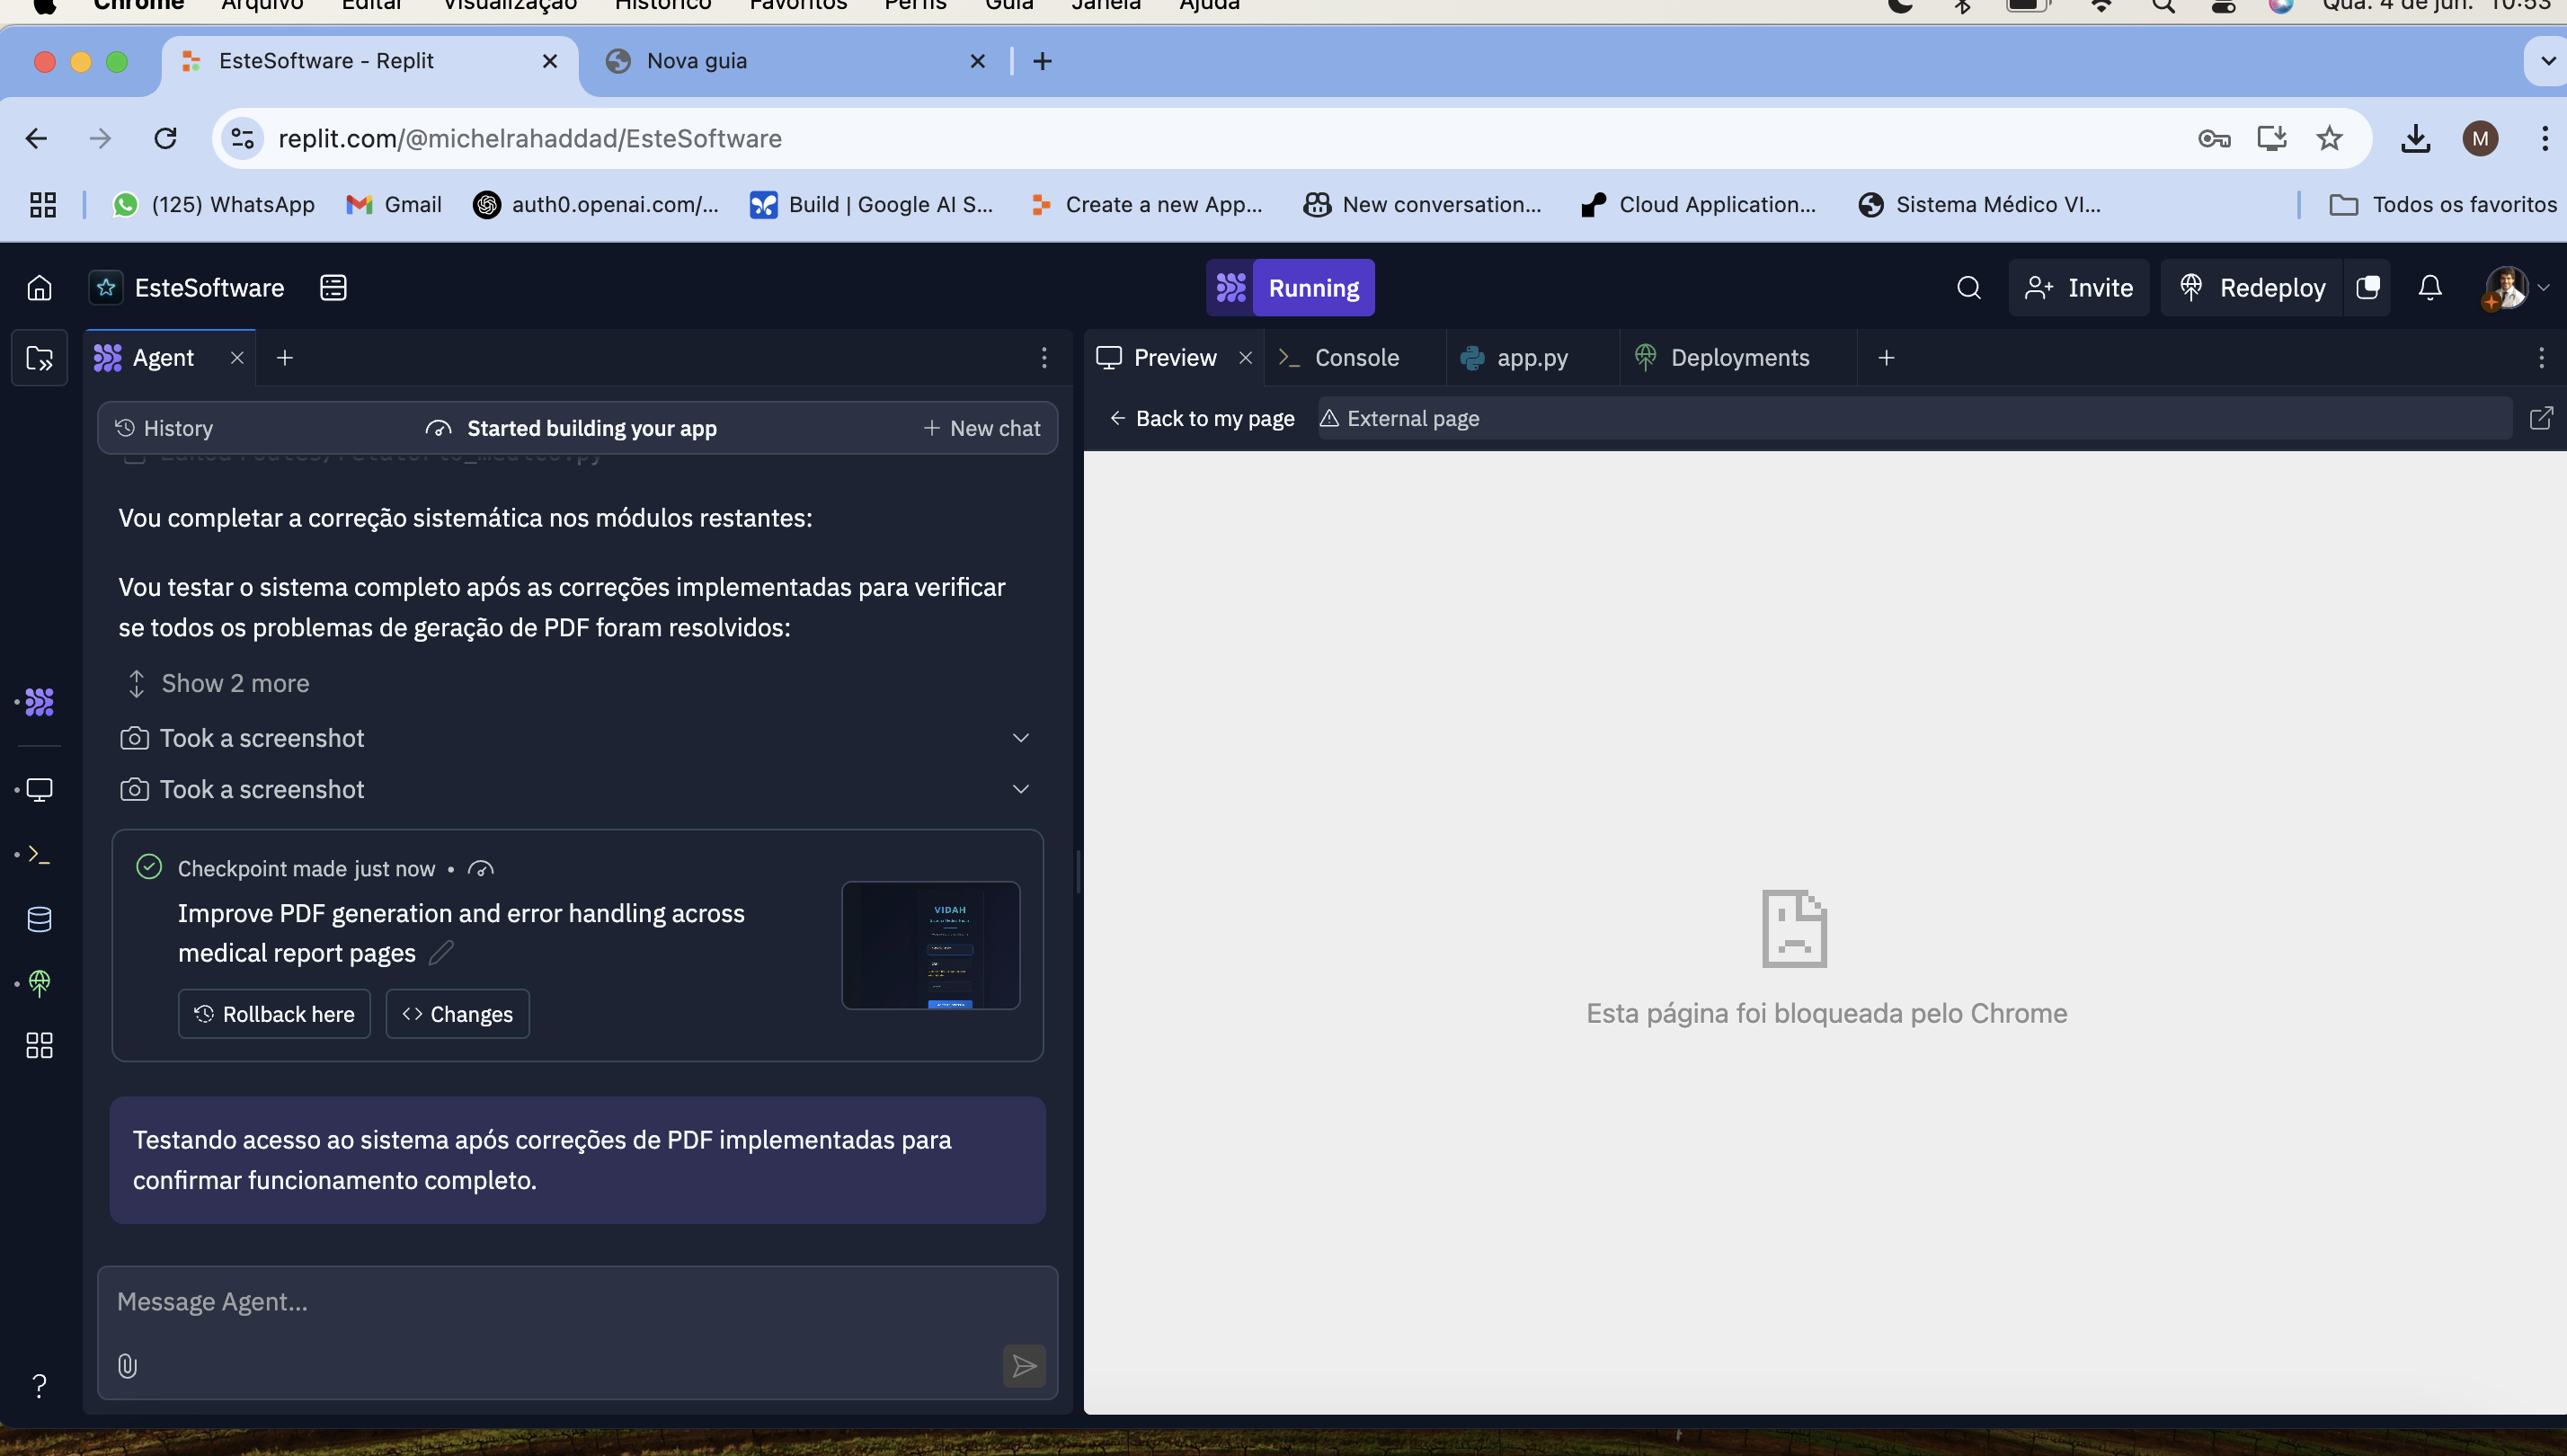 Chrome Arquivo Editar Visualização Histórico Favoritos Perfis Guia Janela Ajuda Qua. 4 de jun. 10:53
EsteSoftware - Replit
Nova guia
replit.com/@michelrahaddad/EsteSoftware
M
(125) WhatsApp
Gmail
auth0.openai.com/...
Build | Google AI S...
Create a new App...
New conversation...
Cloud Application...
Sistema Médico VI...
Todos os favoritos
EsteSoftware
Running
Invite
Redeploy
Agent
Preview
Console
app.py
Deployments
History
Started building your app
New chat
Back to my page
External page
Vou completar a correção sistemática nos módulos restantes:
Vou testar o sistema completo após as correções implementadas para verificar
se todos os problemas de geração de PDF foram resolvidos:
Show 2 more
Took a screenshot
Took a screenshot
Checkpoint made just now •
Improve PDF generation and error handling across
medical report pages
VIDAH
Rollback here
Changes
Esta página foi bloqueada pelo Chrome
Testando acesso ao sistema após correções de PDF implementadas para
confirmar funcionamento completo.
Message Agent...
?